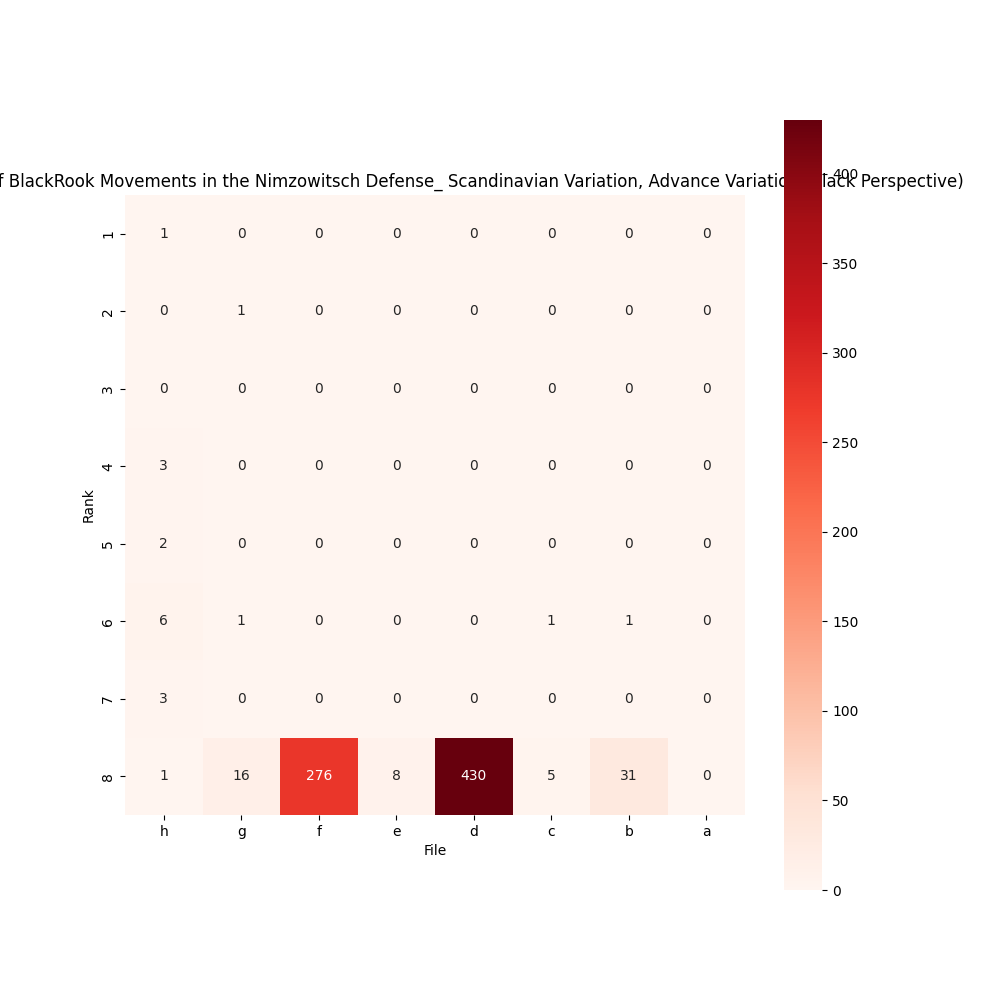 f BlackRook Movements in the Nimzowitsch Defense_ Scandinavian Variation, Advance Variatio lack Perspective)
400
1 1 0 0 0 0 0 0 0
350
2 0 1 0 0 0 0 0 0
300
3 0 0 0 0 0 0 0 0
250
4 3 0 0 0 0 0 0 0
Rank
200
5 2 0 0 0 0 0 0 0
150
6 6 1 0 0 0 1 1 0
100
7 3 0 0 0 0 0 0 0
8 1 16 276 8 430 5 31 0
50
h g f e d c b a
File
0